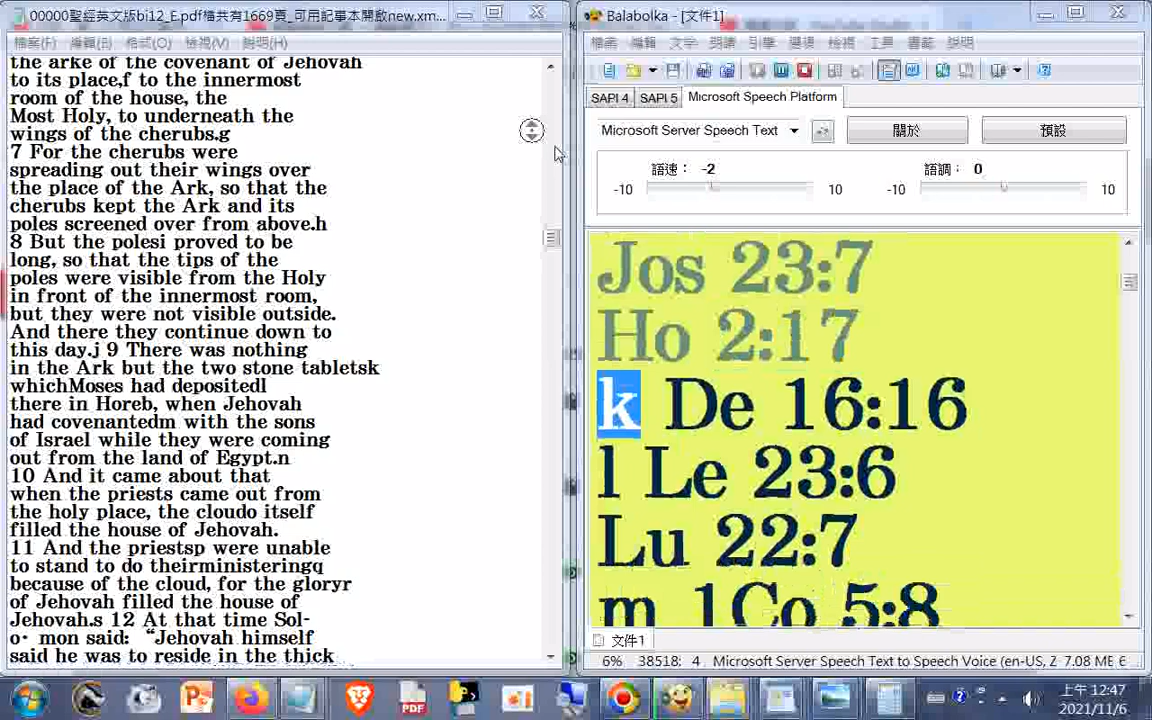 00000聖經英文版bi12_E.pdf檔共有1669頁_可用記事本開啟new.xm...
檔案(F) 編輯(E) 格式(O) 檢視(V) 說明(H)
the arke of the covenant of Jehovah
to its place,f to the innermost
room of the house, the
Most Holy, to underneath the
wings of the cherubs.g
7 For the cherubs were
spreading out their wings over
the place of the Ark, so that the
cherubs kept the Ark and its
poles screened over from above.h
8 But the polesi proved to be
long, so that the tips of the
poles were visible from the Holy
in front of the innermost room,
but they were not visible outside.
And there they continue down to
this day.j 9 There was nothing
in the Ark but the two stone tabletsk
whichMoses had depositedl
there in Horeb, when Jehovah
had covenantedm with the sons
of Israel while they were coming
out from the land of Egypt.n
10 And it came about that
when the priests came out from
the holy place, the cloudo itself
filled the house of Jehovah.
11 And the priestsp were unable
to stand to do theirministeringq
because of the cloud, for the gloryr
of Jehovah filled the house of
Jehovah.s 12 At that time Sol-
o· mon said: “Jehovah himself
said he was to reside in the thick
Balabolka - [文件1]
檔案 編輯 文字 朗讀 引擎 選項 檢視 工具 書籤 說明
SAPI 4 SAPI 5 Microsoft Speech Platform
Microsoft Server Speech Text 關於 預設
語速： -2 語調： 0
-10 10 -10 10
Jos 23:7
Ho 2:17
k De 16:16
l Le 23:6
Lu 22:7
m 1Co 5:8
文件1
6% 38518: 4 Microsoft Server Speech Text to Speech Voice (en-US, Z 7.08 MB 6
PDF
上午 12:47
2021/11/6